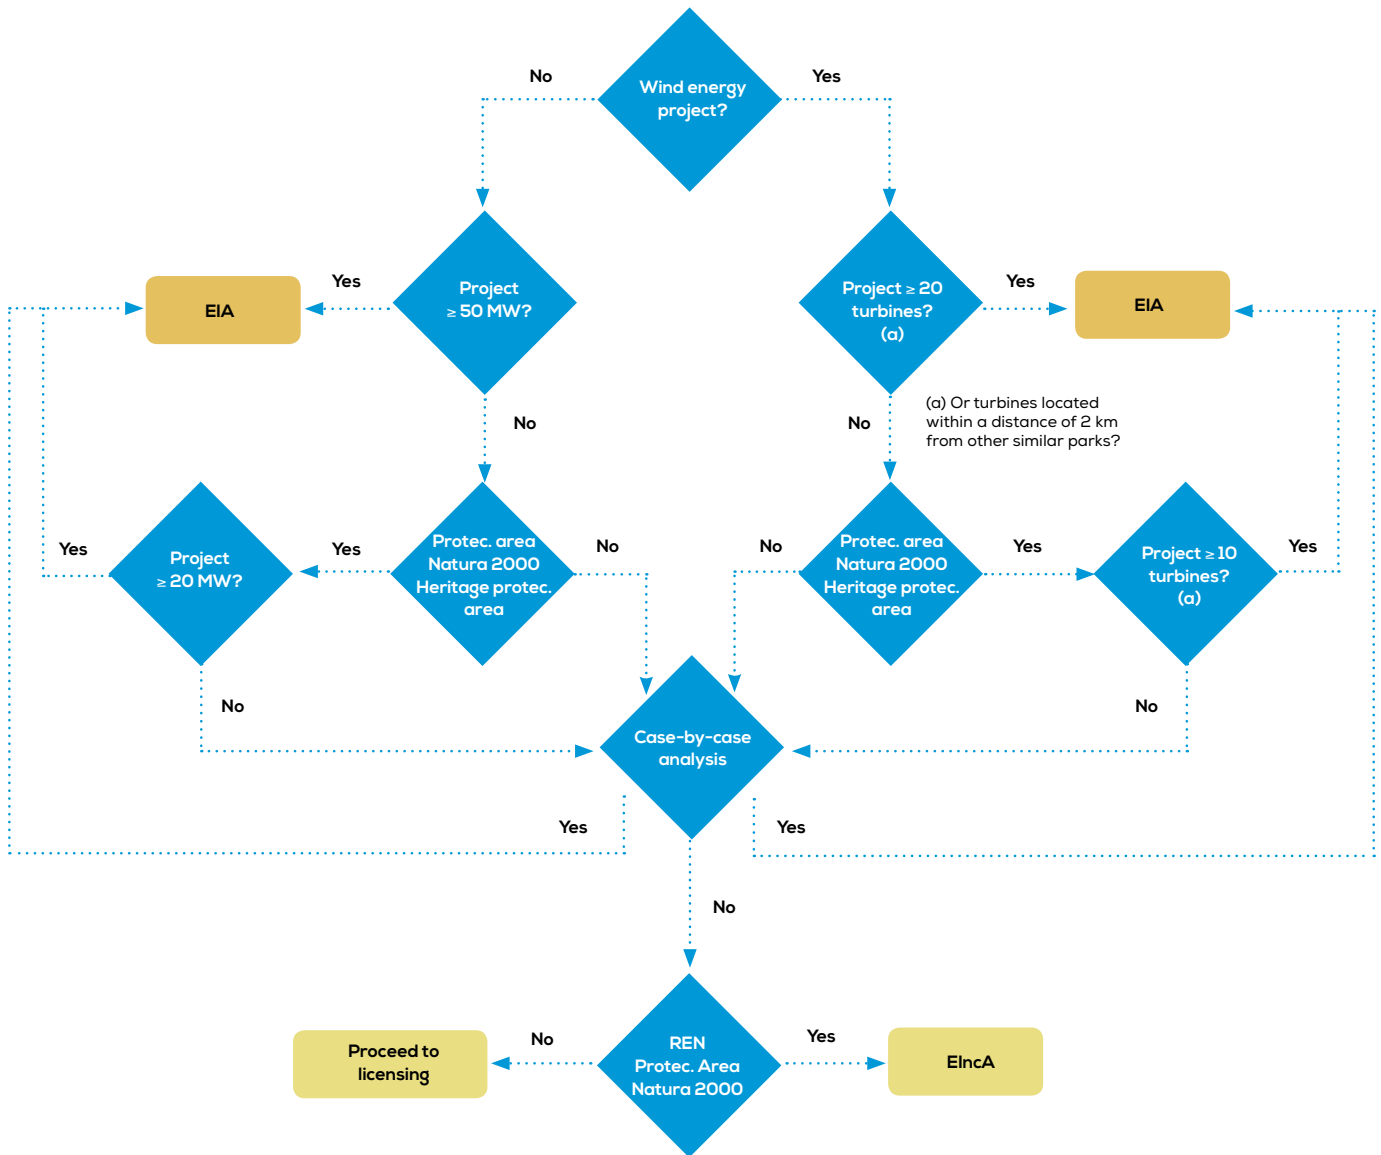 No
Yes
Wind energy
project?
Yes
Project
≥ 50 MW?
EIA
Project ≥ 20
turbines?
(a)
Yes
EIA
No
No
(a) Or turbines located
within a distance of 2 km
from other similar parks?
Yes
Project
≥ 20 MW?
Yes
Protec. area
Natura 2000
Heritage protec.
area
No
No
Protec. area
Natura 2000
Heritage protec.
area
Yes
Project ≥ 10
turbines?
(a)
Yes
No
No
Case-by-case
analysis
Yes
Yes
No
Proceed to
licensing
No
REN
Protec. Area
Natura 2000
Yes
EIncA